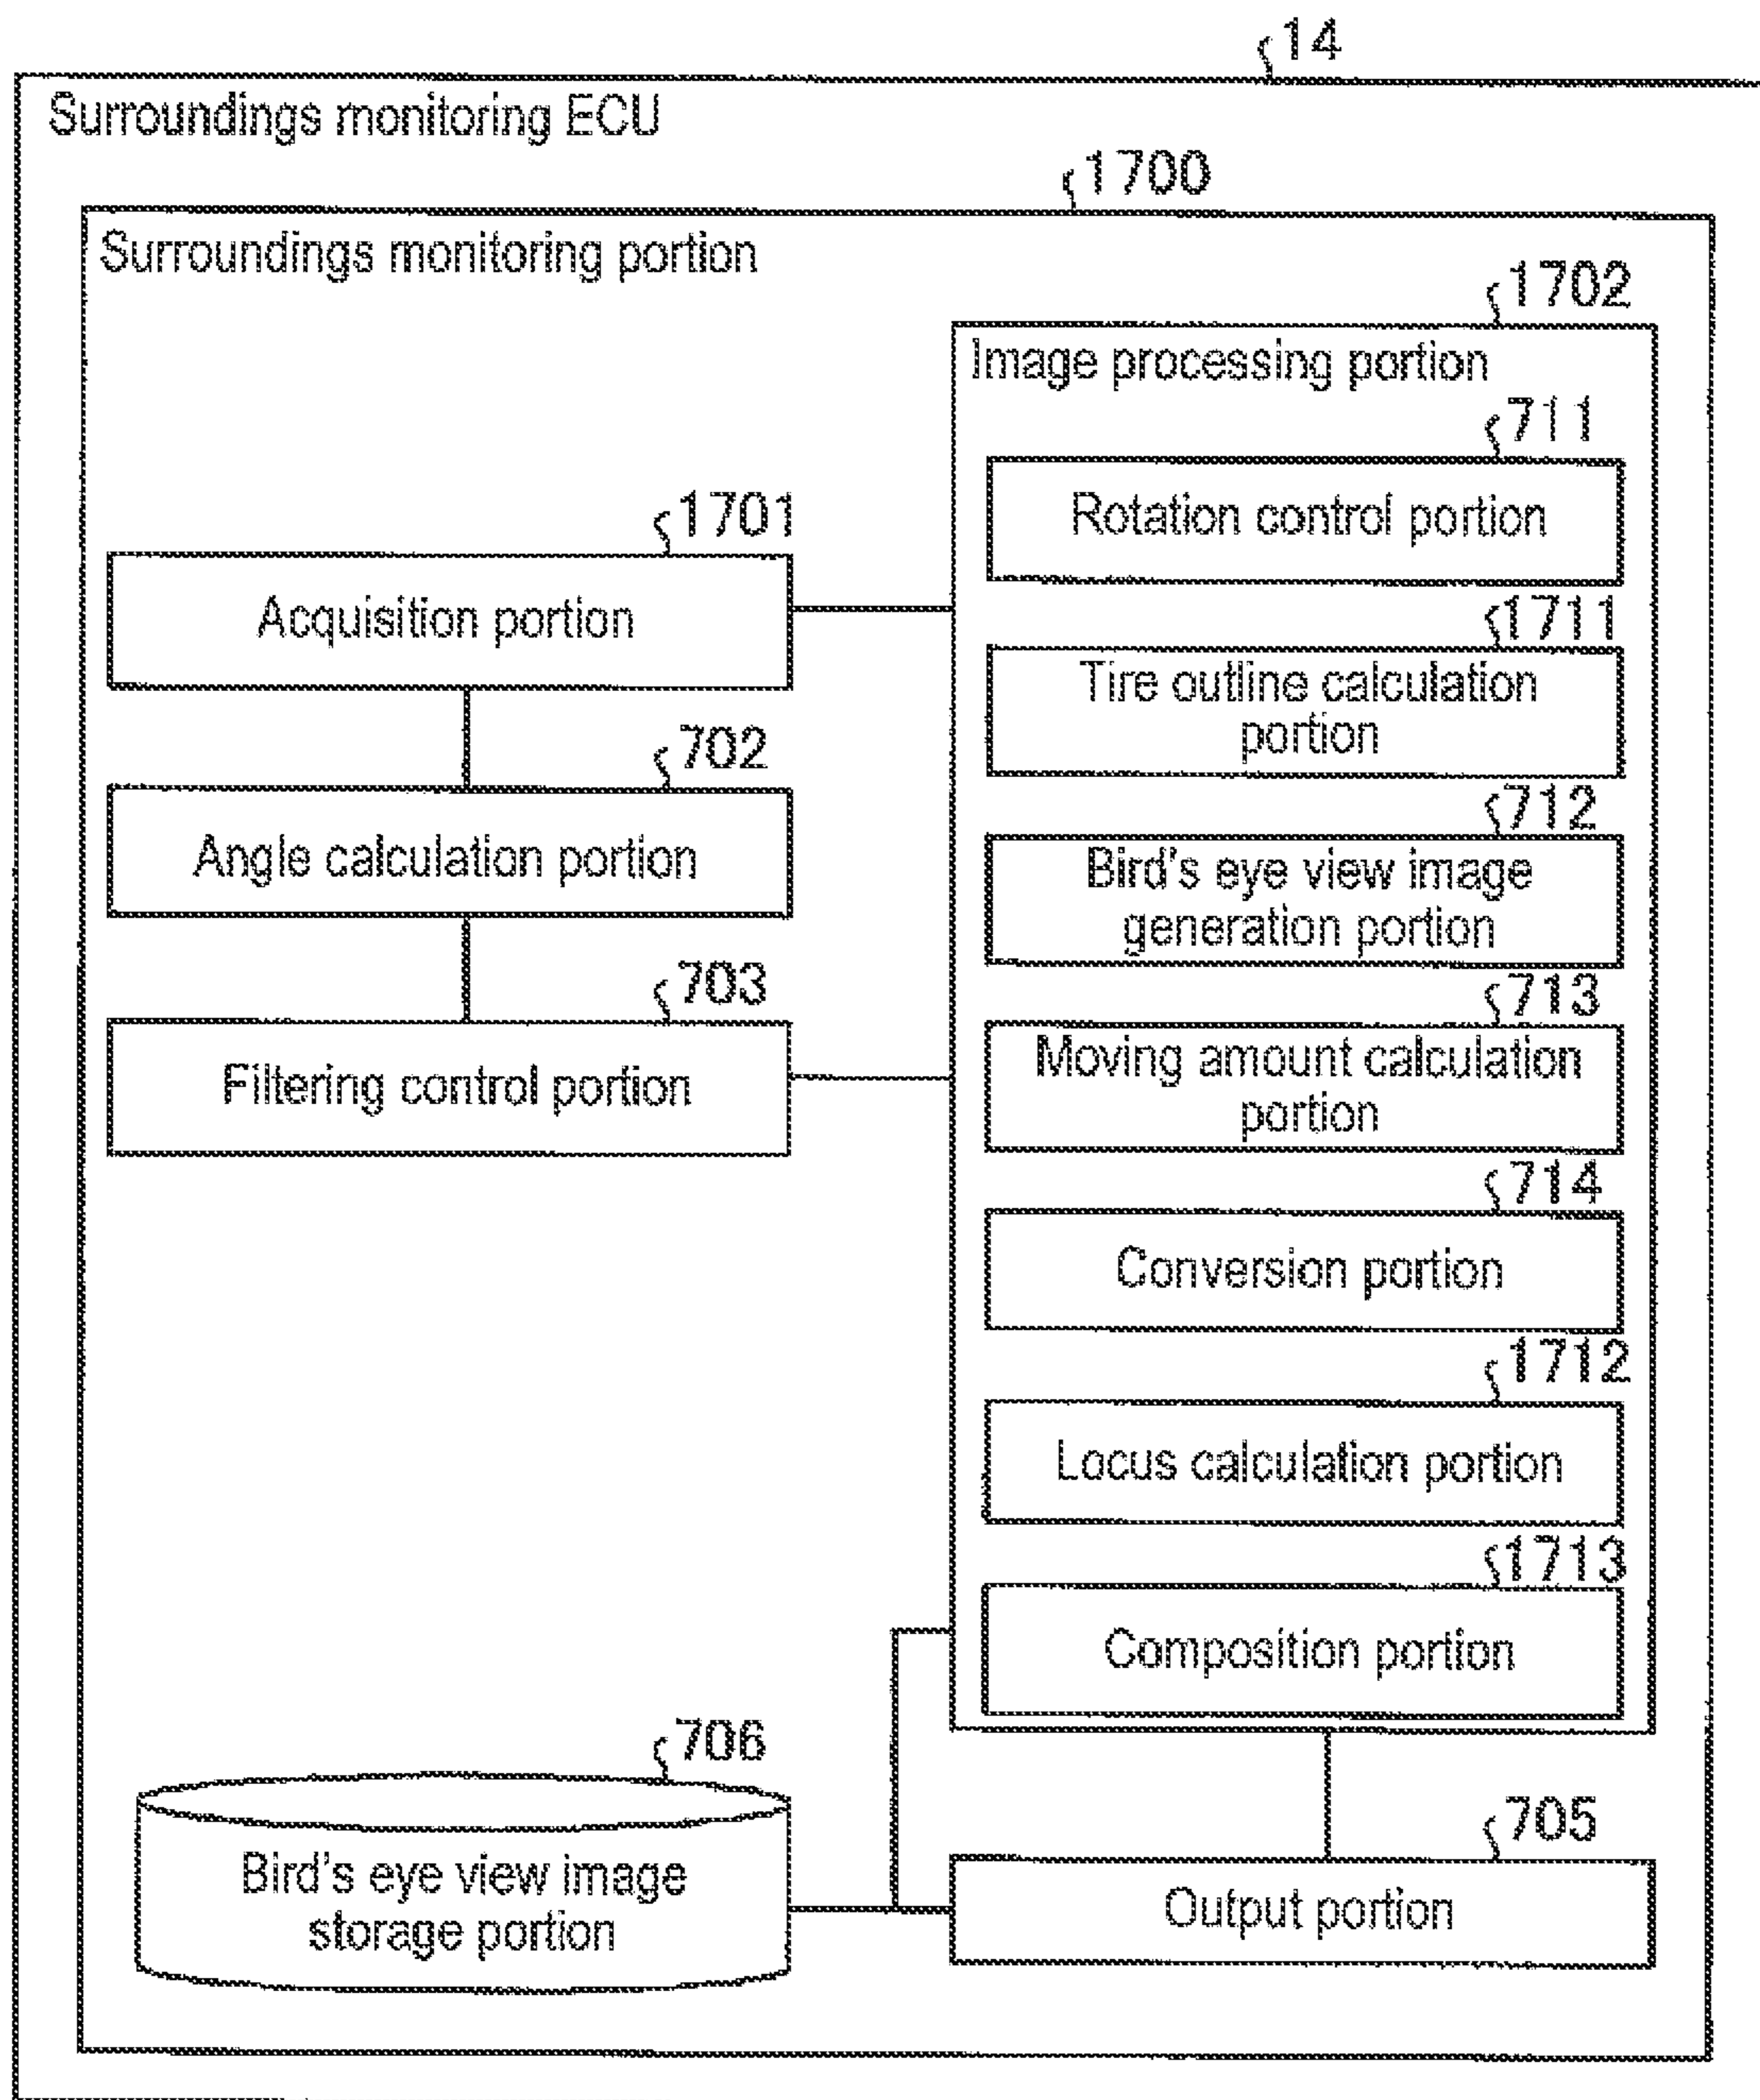 14
Surroundings monitoring ECU
1700
Surroundings monitoring portion
1702
Image processing portion
711
Rotation control portion
1701
Acquisition portion
1711
Tire outline calculation
portion
702
Angle calculation portion
712
Bird's eye view image
generation portion
703
Filtering control portion
713
Moving amount calculation
portion
714
Conversion portion
1712
Locus calculation portion
1713
Composition portion
706
Bird's eye view image
storage portion
705
Output portion